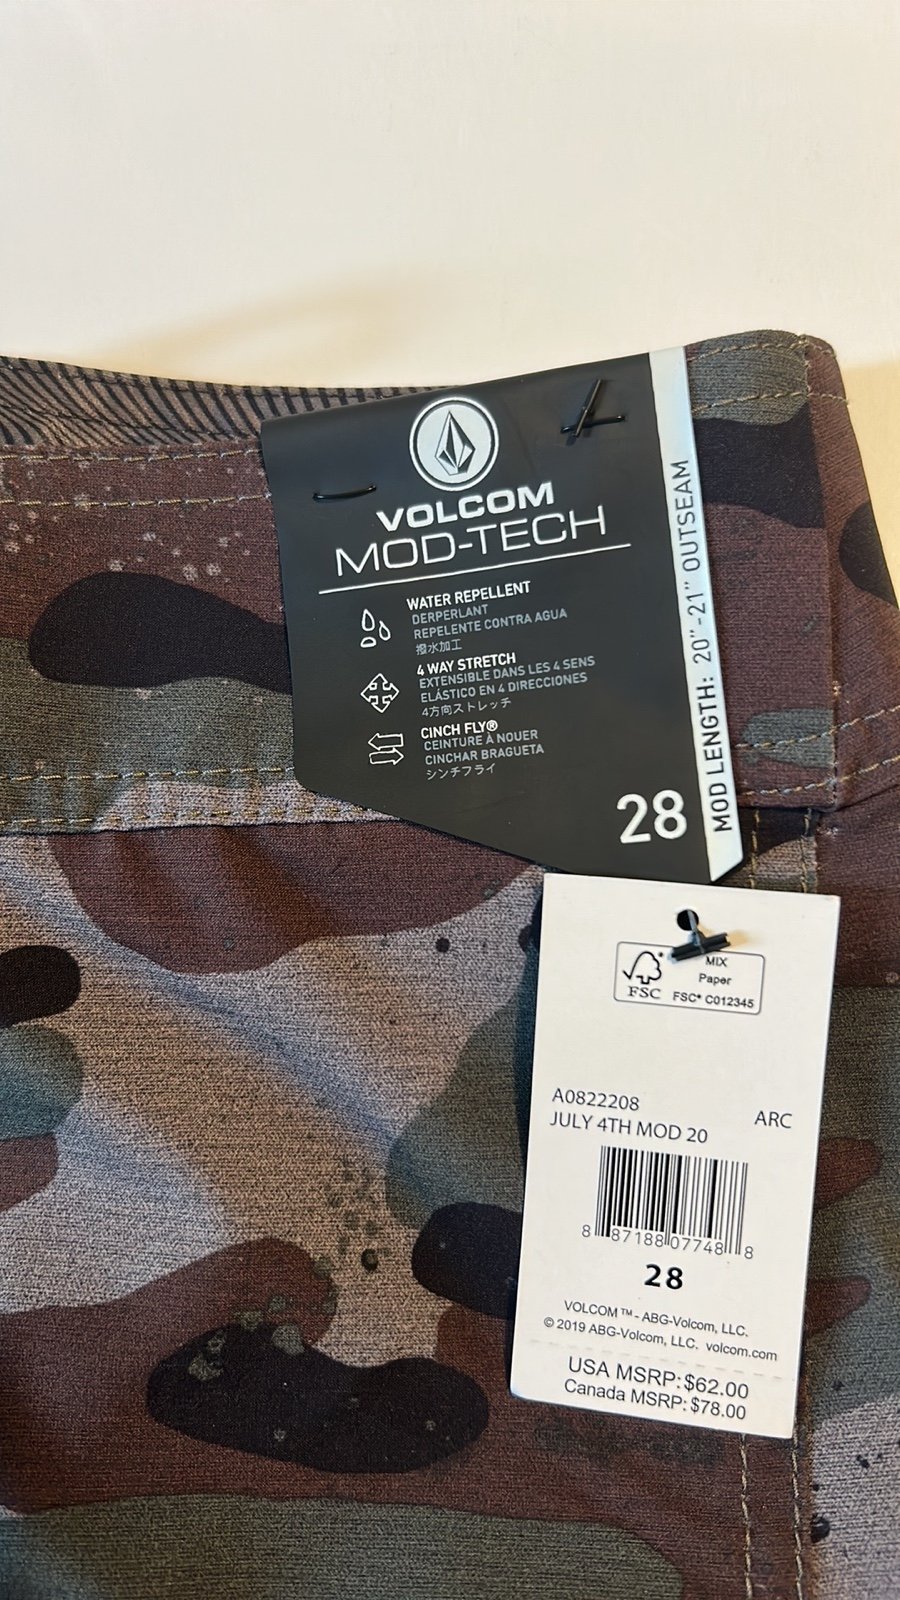 VOLCOM
MOD-TECH
WATER REPELLENT
DERPERLANT
REPELENTE CONTRA AGUA
撥水加工
4 WAY STRETCH
EXTENSIBLE DANS LES 4 SENS
ELÁSTICO EN 4 DIRECCIONES
4方向ストレッチ
CINCH FLY®
CEINTURE À NOUER
CINCHAR BRAGUETA
シンチフライ
28
MOD LENGTH: 20"-21" OUTSEAM
MIX
Paper
FSC FSC® C012345
A0822208
ARC
JULY 4TH MOD 20
8 87188 07748 8
28
VOLCOM™ - ABG-Volcom, LLC.
© 2019 ABG-Volcom, LLC. volcom.com
USA MSRP:$62.00
Canada MSRP:$78.00